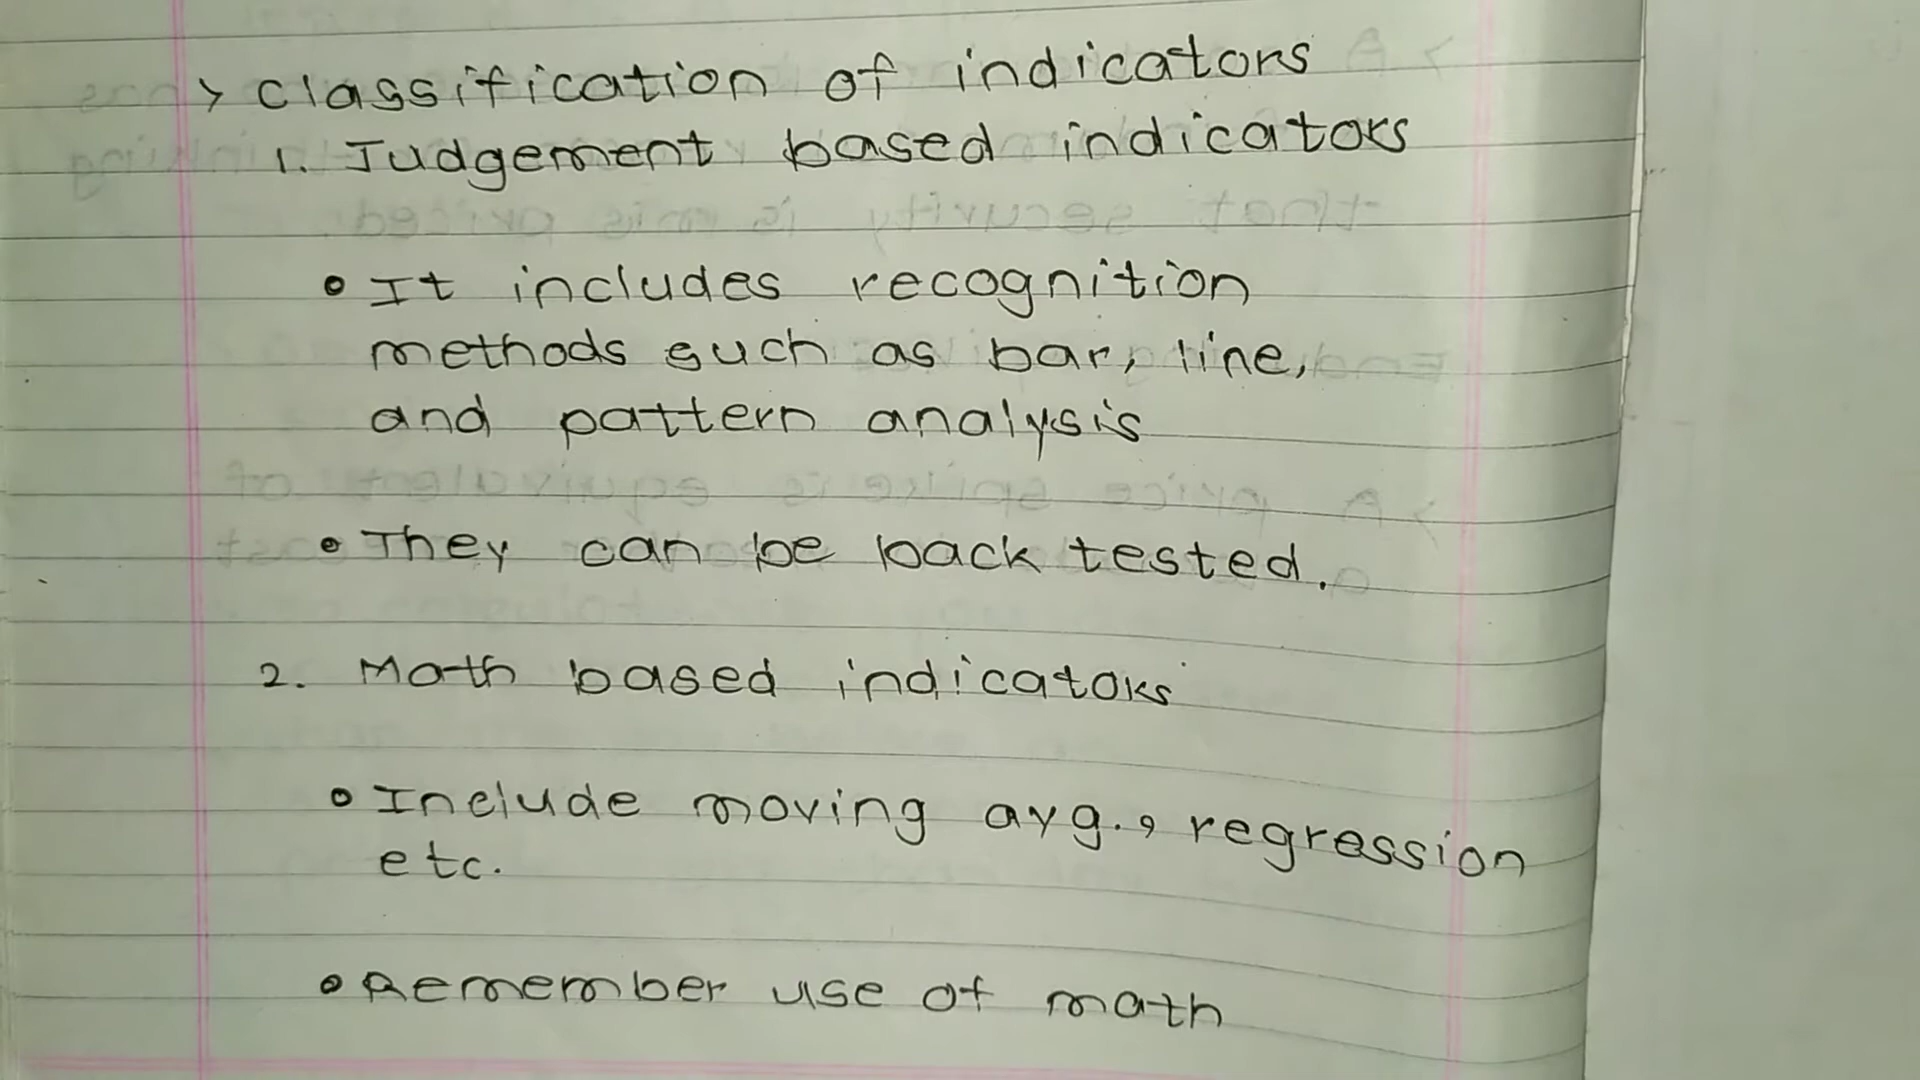 > classification of indicators
1. Judgement based indicators
• It includes recognition
methods such as bar, line,
and pattern analysis
• They can be back tested.
2. Math based indicators
• Include moving avg., regression
etc.
• Remember use of math